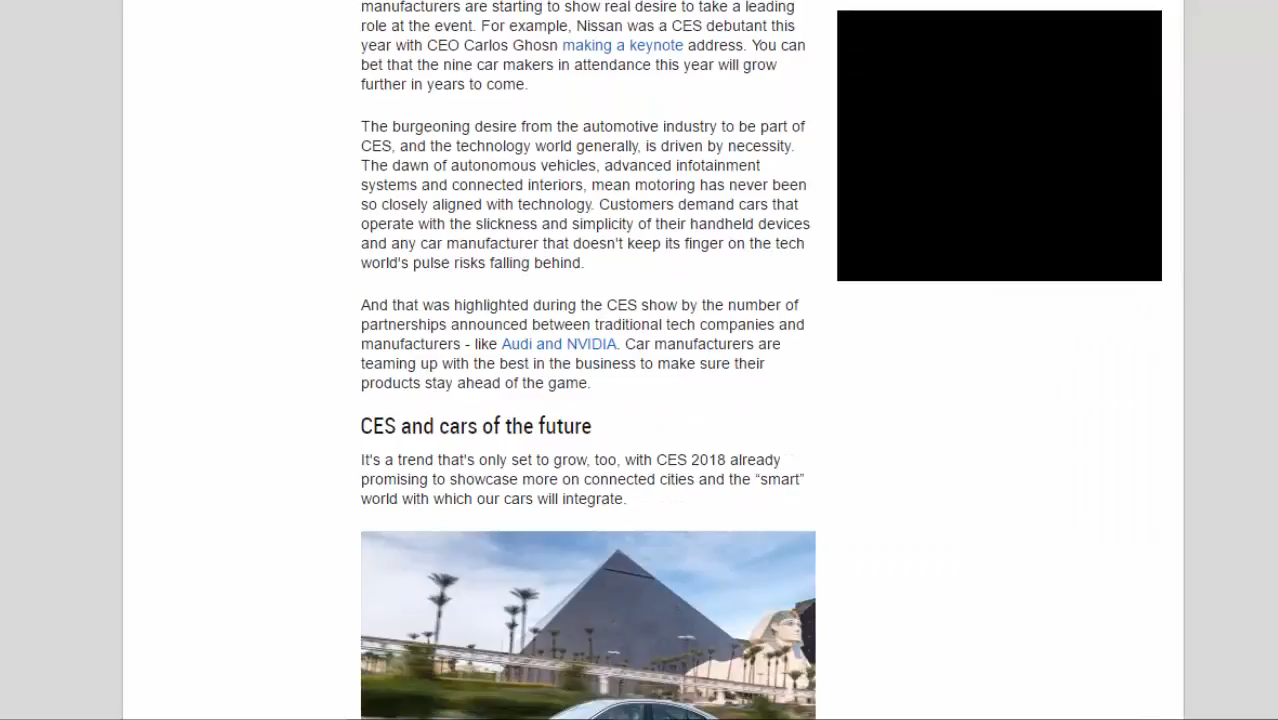 manufacturers are starting to show real desire to take a leading
role at the event. For example, Nissan was a CES debutant this
year with CEO Carlos Ghosn making a keynote address. You can
bet that the nine car makers in attendance this year will grow
further in years to come.
The burgeoning desire from the automotive industry to be part of
CES, and the technology world generally, is driven by necessity.
The dawn of autonomous vehicles, advanced infotainment
systems and connected interiors, mean motoring has never been
so closely aligned with technology. Customers demand cars that
operate with the slickness and simplicity of their handheld devices
and any car manufacturer that doesn't keep its finger on the tech
world's pulse risks falling behind.
And that was highlighted during the CES show by the number of
partnerships announced between traditional tech companies and
manufacturers - like Audi and NVIDIA. Car manufacturers are
teaming up with the best in the business to make sure their
products stay ahead of the game.
CES and cars of the future
It's a trend that's only set to grow, too, with CES 2018 already
promising to showcase more on connected cities and the “smart”
world with which our cars will integrate.